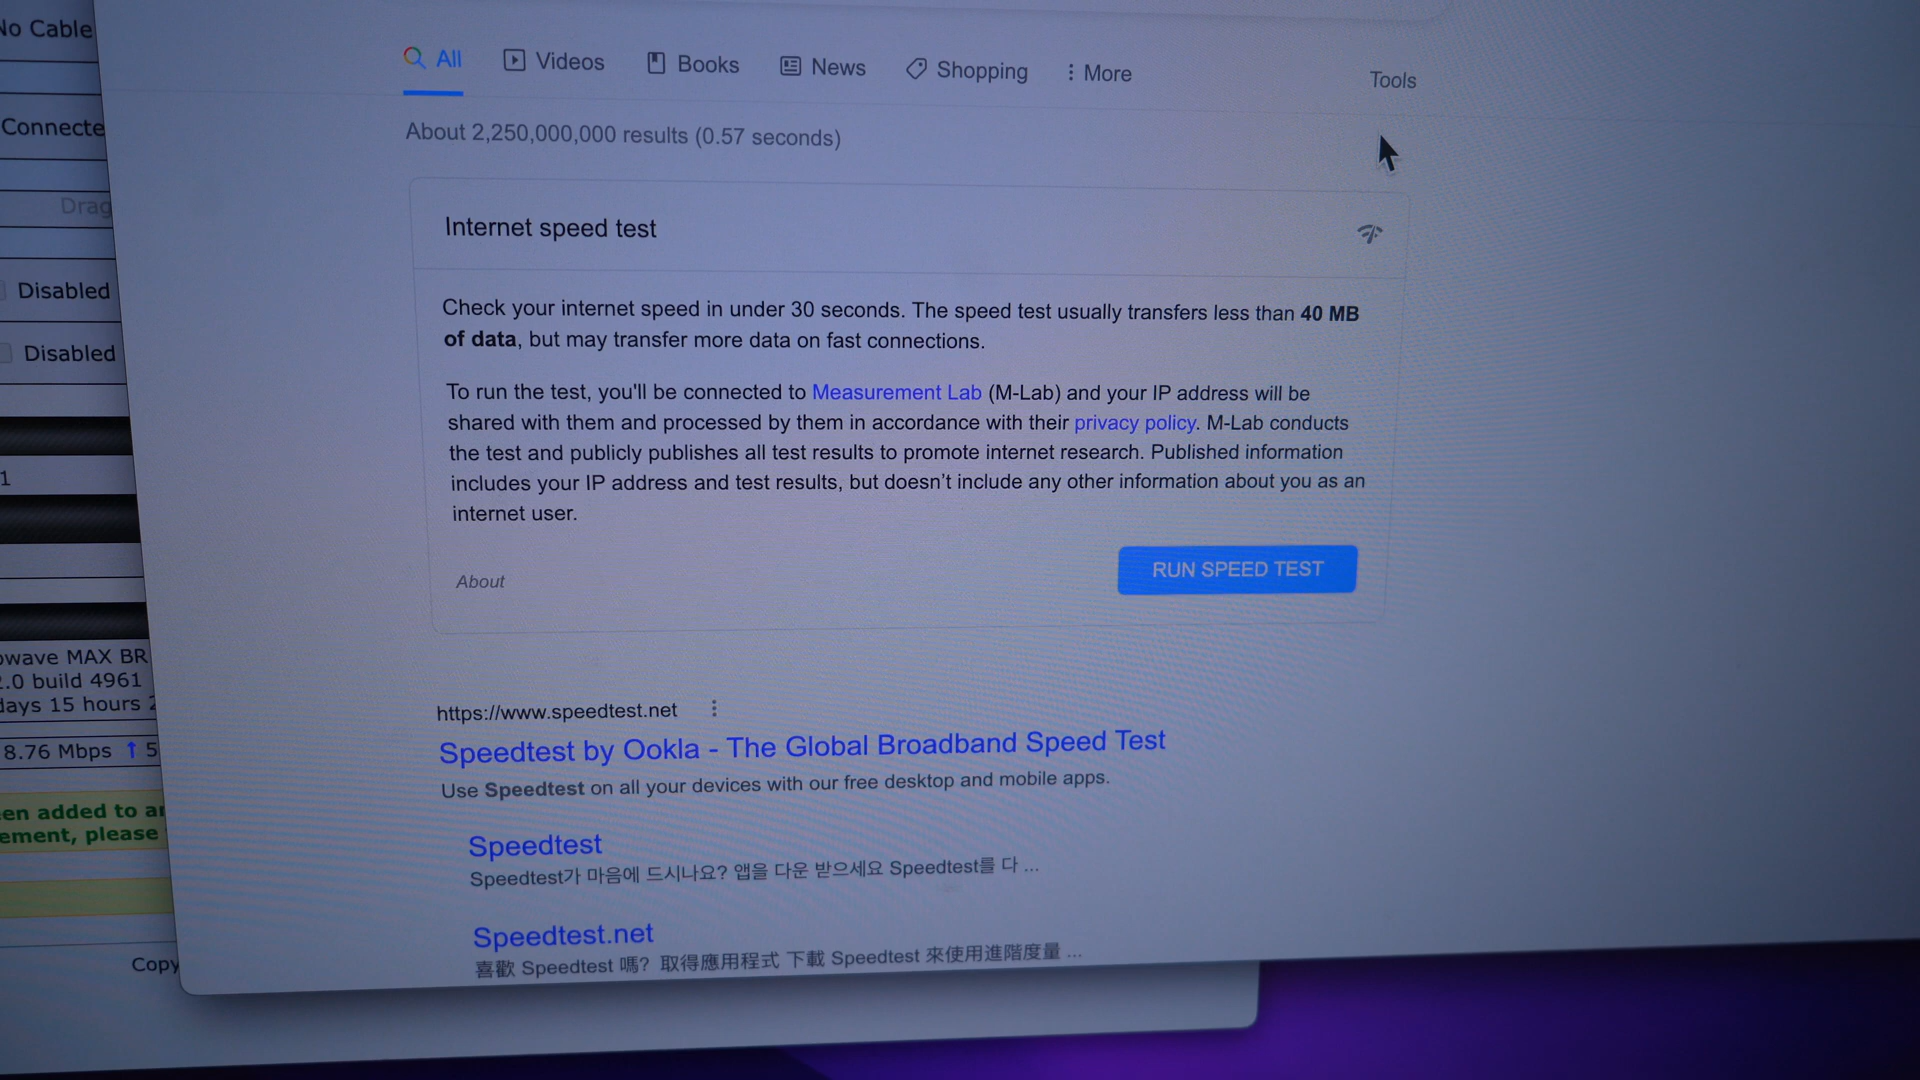 No Cable
Connecte
Drag
Disabled
Disabled
1
owave MAX BR
2.0 build 4961
days 15 hours 2
8.76 Mbps ↑ 5
en added to
ement, please
Copy
All Videos Books News Shopping More Tools
About 2,250,000,000 results (0.57 seconds)
Internet speed test
Check your internet speed in under 30 seconds. The speed test usually transfers less than 40 MB
of data, but may transfer more data on fast connections.
To run the test, you'll be connected to Measurement Lab (M-Lab) and your IP address will be
shared with them and processed by them in accordance with their privacy policy. M-Lab conducts
the test and publicly publishes all test results to promote internet research. Published information
includes your IP address and test results, but doesn’t include any other information about you as an
internet user.
About
RUN SPEED TEST
https://www.speedtest.net
Speedtest by Ookla - The Global Broadband Speed Test
Use Speedtest on all your devices with our free desktop and mobile apps.
Speedtest
Speedtest가 마음에 드시나요? 앱을 다운 받으세요 Speedtest를 다 ...
Speedtest.net
喜歡 Speedtest 嗎? 取得應用程式 下載 Speedtest 來使用進階度量 ...